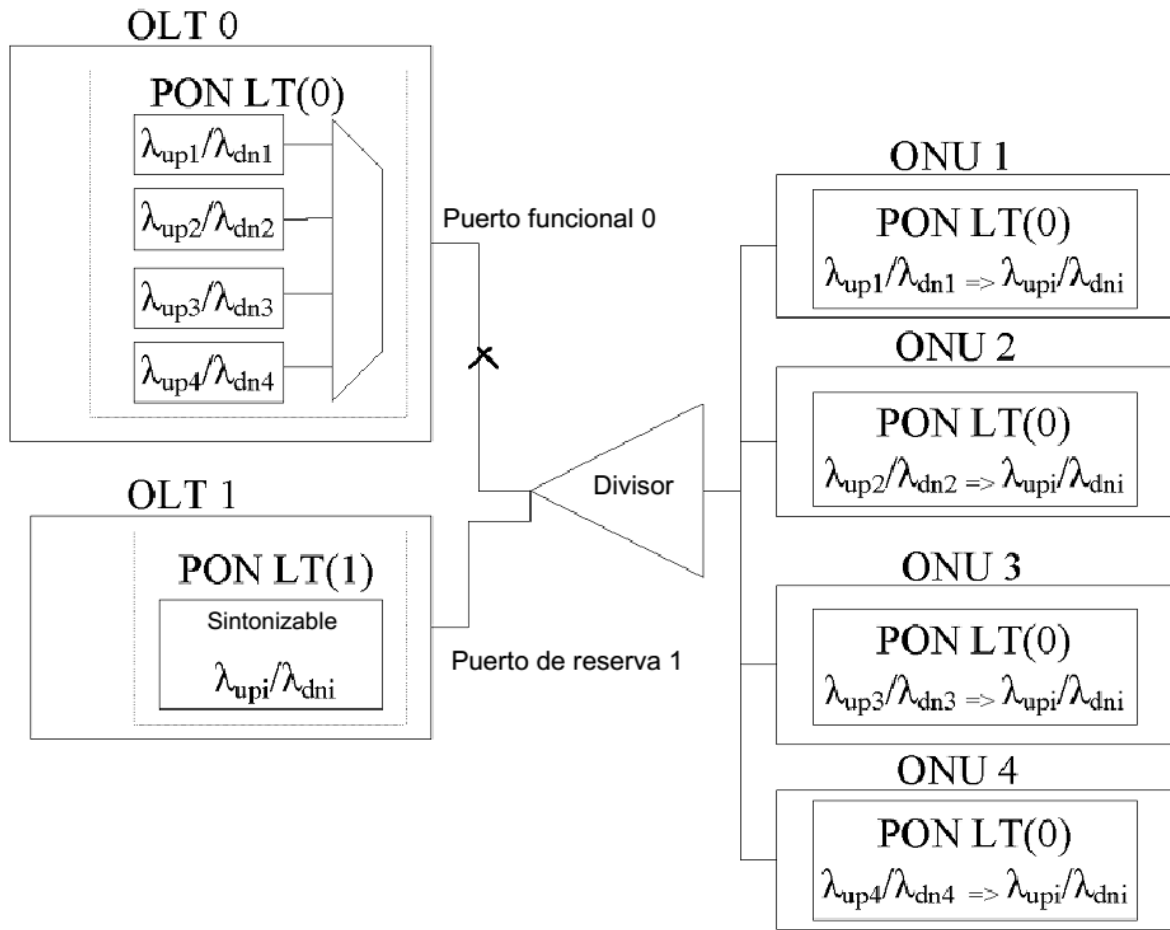 OLT 0
PON LT(0)
λup1/λdn1
λup2/λdn2
λup3/λdn3
λup4/λdn4
Puerto funcional 0
OLT 1
PON LT(1)
Sintonizable
λupi/λdni
Puerto de reserva 1
Divisor
ONU 1
PON LT(0)
λup1/λdn1 => λupi/λdni
ONU 2
PON LT(0)
λup2/λdn2 => λupi/λdni
ONU 3
PON LT(0)
λup3/λdn3 => λupi/λdni
ONU 4
PON LT(0)
λup4/λdn4 => λupi/λdni